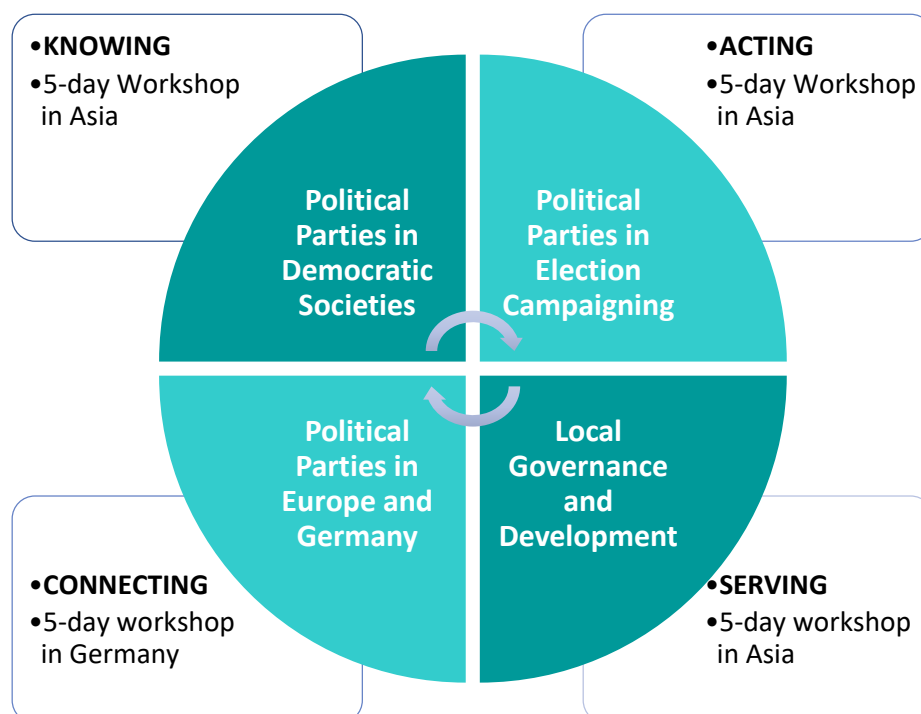 •KNOWING
•5-day Workshop
in Asia
•ACTING
•5-day Workshop
in Asia
Political
Parties in
Democratic
Societies
Political
Parties in
Election
Campaigning
Political
Parties in
Europe and
Germany
Local
Governance
and
Development
•CONNECTING
•5-day workshop
in Germany
•SERVING
•5-day workshop
in Asia